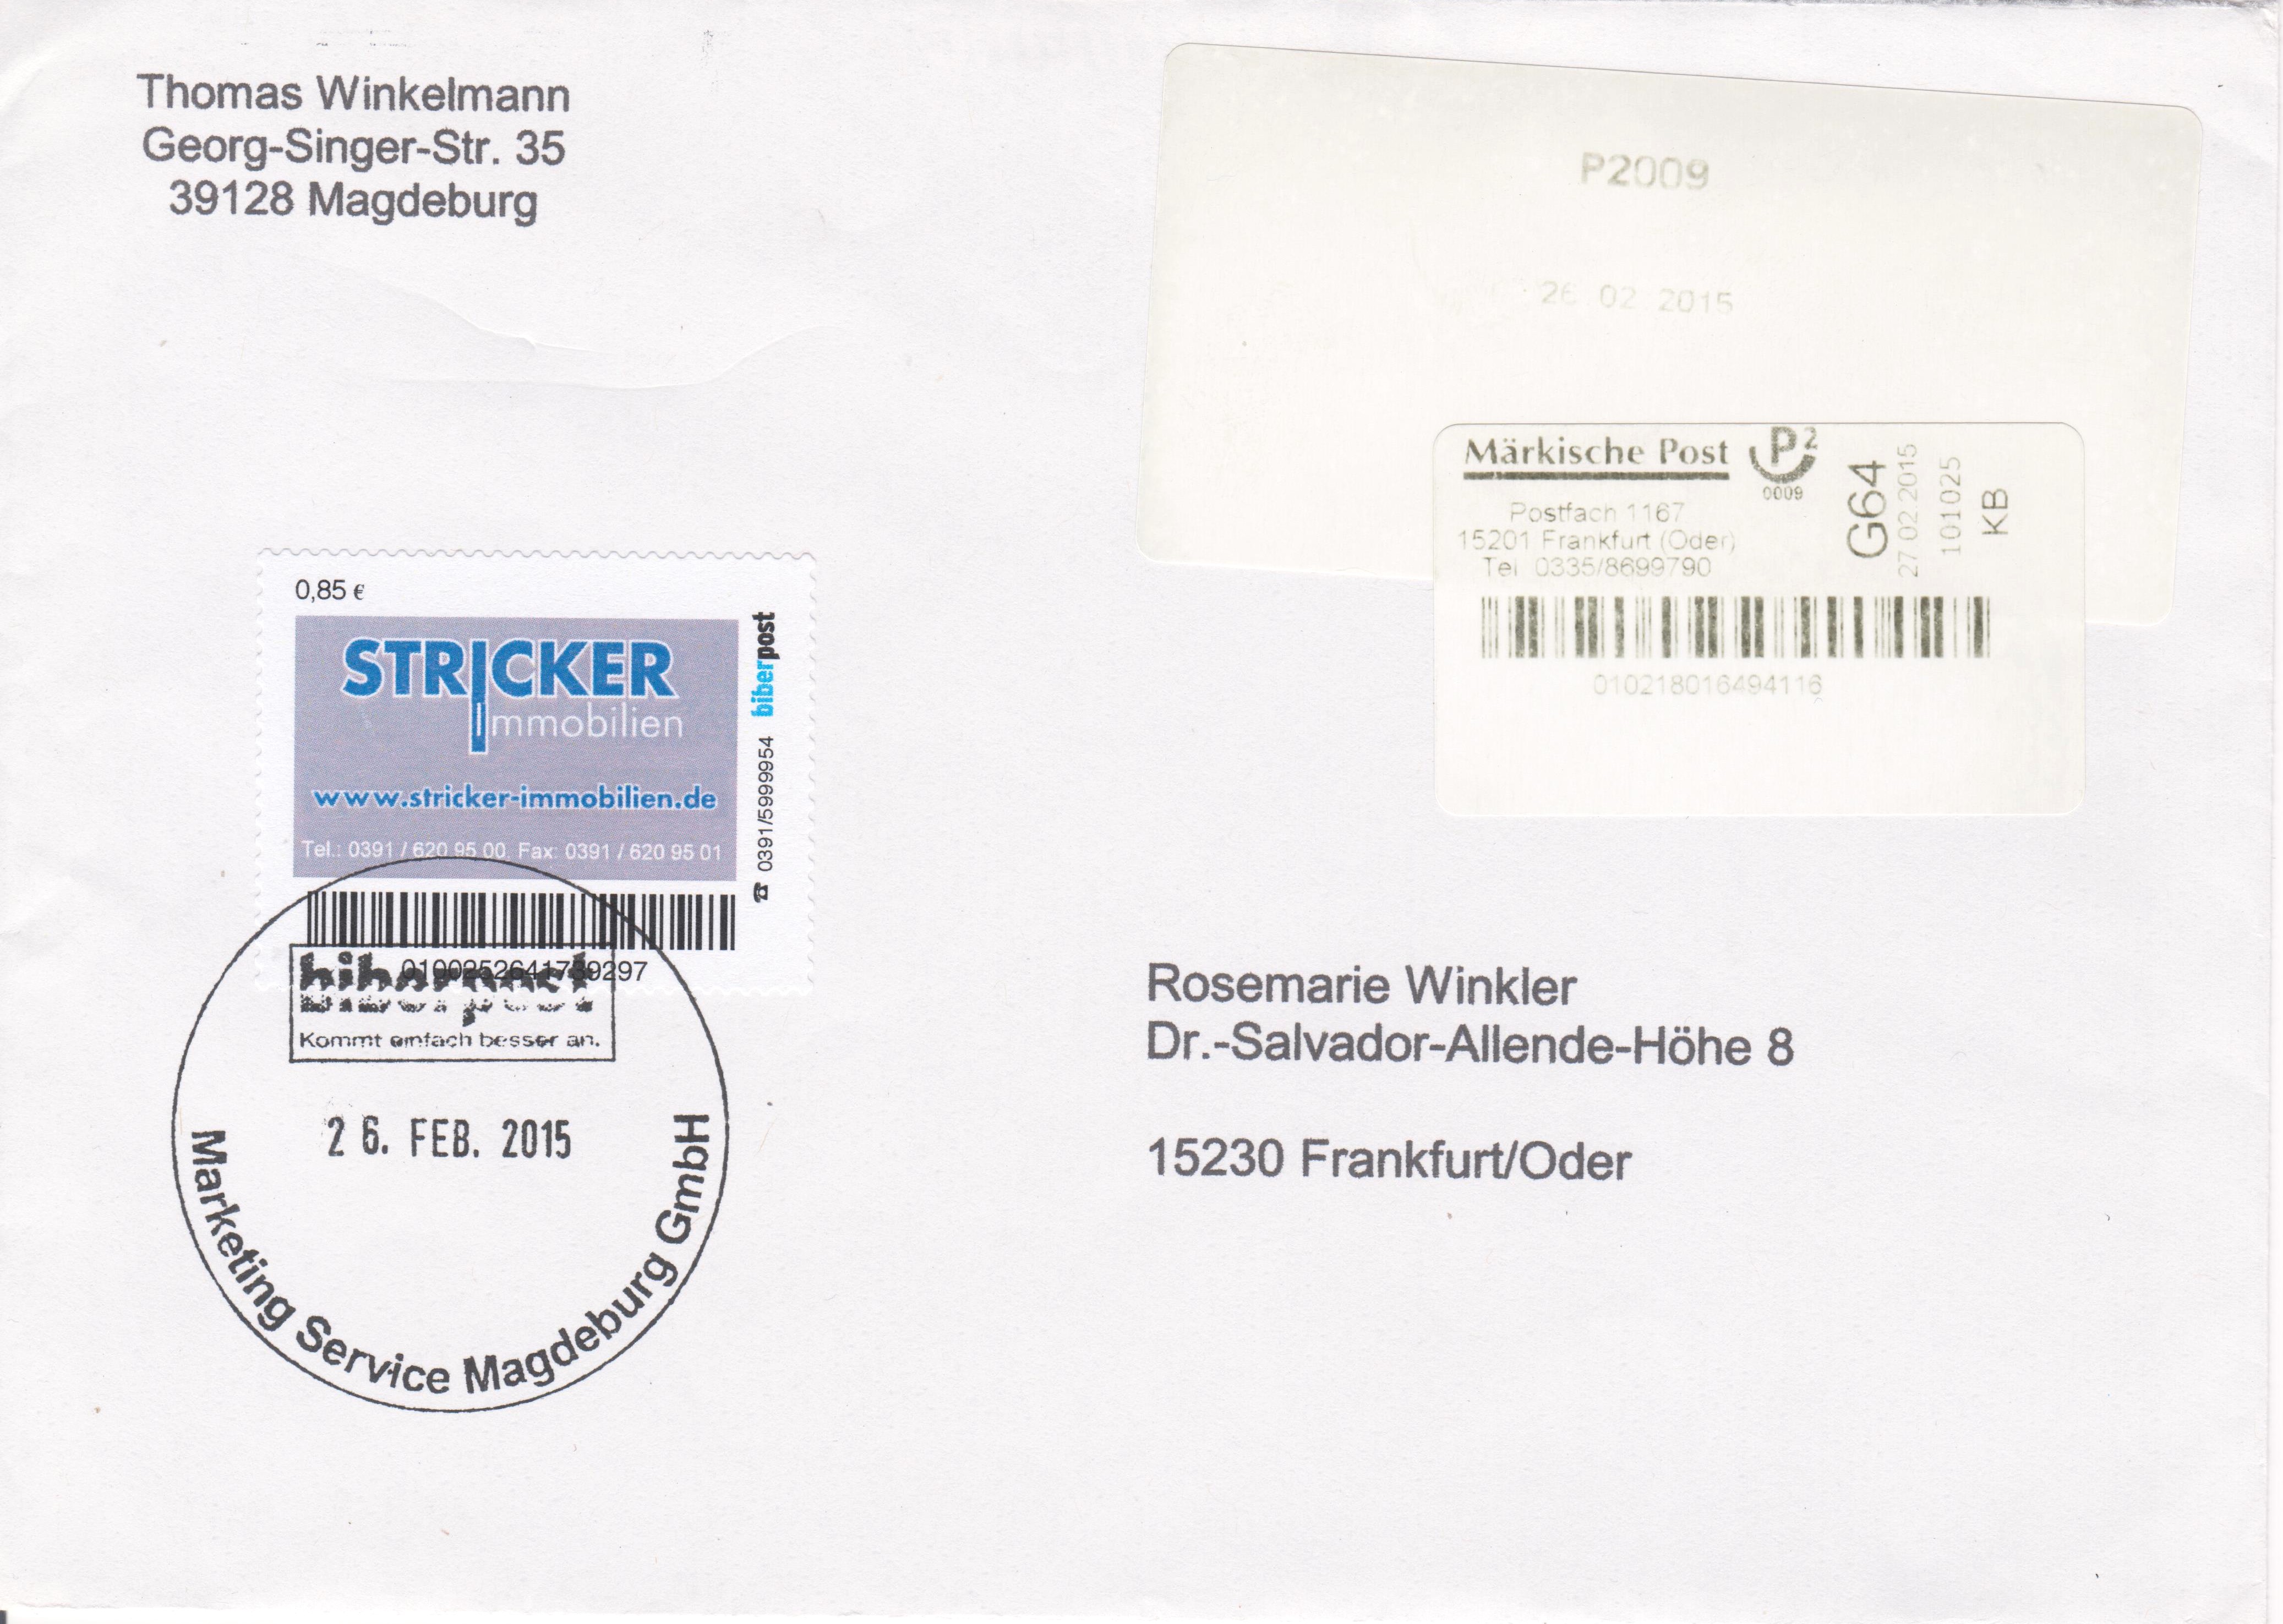 Thomas Winkelmann
Georg-Singer-Str. 35
39128 Magdeburg
P2009
26 02 2015
Märkische Post
P2
0009
Postfach 1167
15201 Frankfurt (Oder)
Tel 0335/8699790
G64
27 02 2015
101025
KB
010218016494116
0,85 €
STRICKER
Immobilien
www.stricker-immobilien.de
Tel.: 0391 / 620 95 00, Fax: 0391 / 620 95 01
☎ 0391/5999954 biberpost
0100252641739297
biberpost
Kommt einfach besser an.
26. FEB. 2015
Marketing Service Magdeburg GmbH
Rosemarie Winkler
Dr.-Salvador-Allende-Höhe 8
15230 Frankfurt/Oder